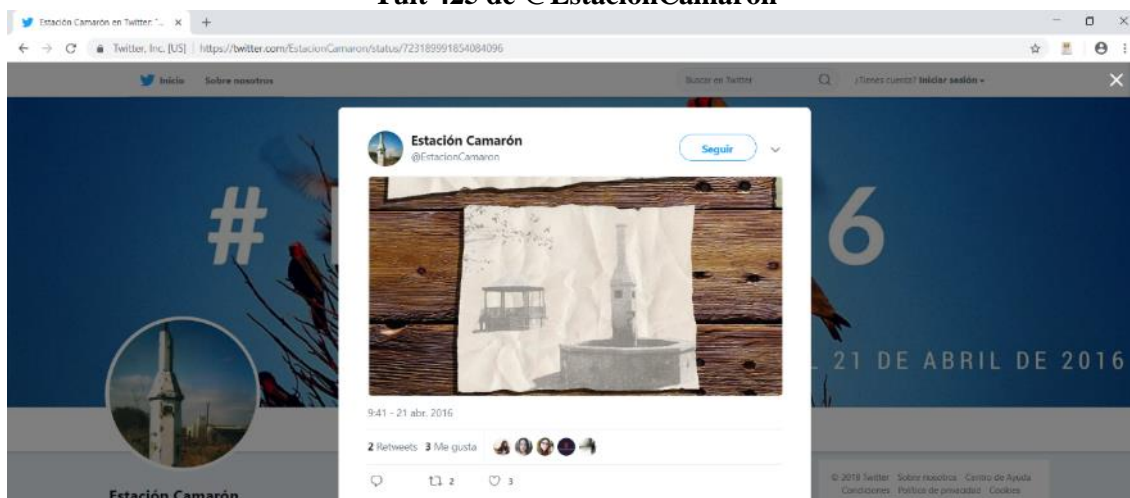 Tuit 425 de @EstacionCamaron
Estación Camarón en Twitter: "
Twitter, Inc. [US] | https://twitter.com/EstacionCamaron/status/723189991854084096
Inicio Sobre nosotros
Buscar en Twitter
¿Tienes cuenta? Iniciar sesión
Estación Camarón
@EstacionCamaron
Seguir
#
6
21 DE ABRIL DE 2016
9:41 - 21 abr. 2016
2 Retweets 3 Me gusta
2 3
© 2018 Twitter Sobre nosotros Centro de Ayuda
Condiciones Política de privacidad Cookies
Estación Camarón